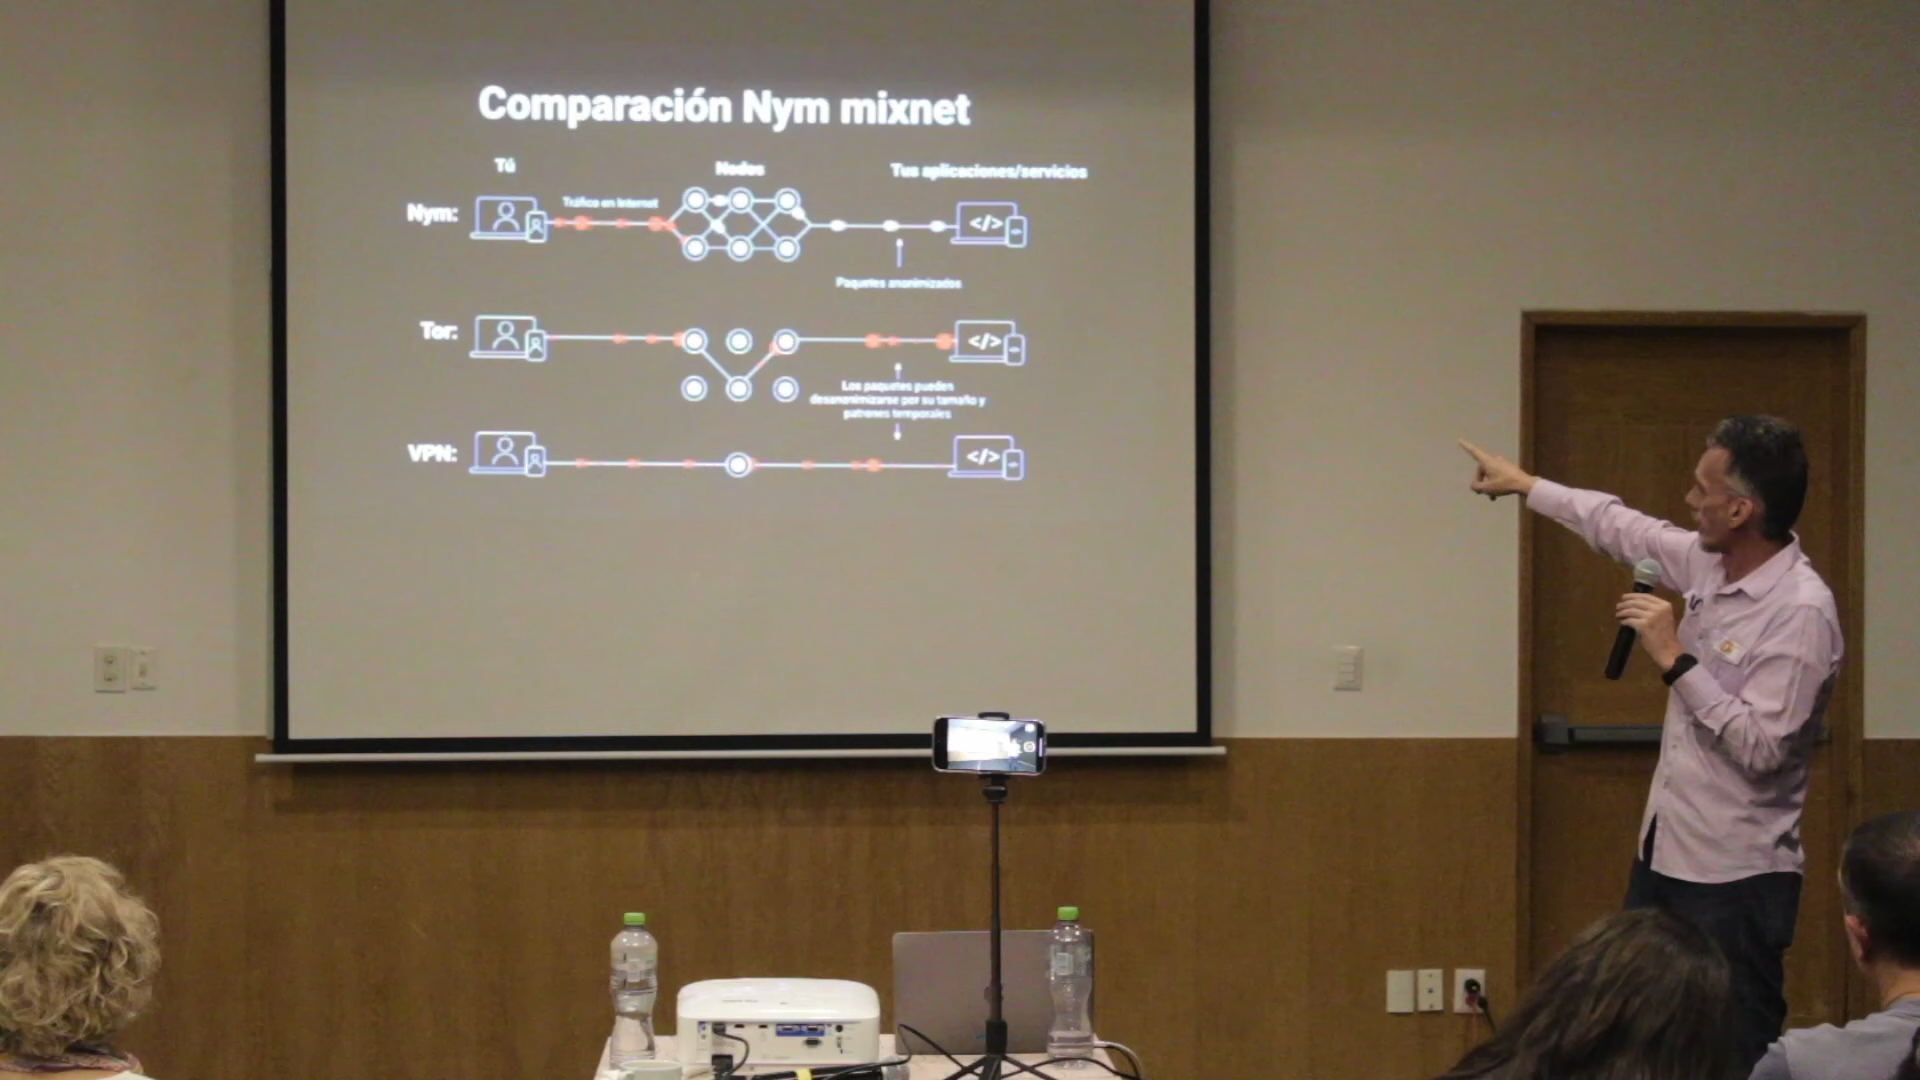 Comparación Nym mixnet
Tú
Nodos
Tus aplicaciones/servicios
Nym:
Tráfico en Internet
</>
Paquetes anonimizados
Tor:
</>
Los paquetes pueden
desanonimizarse por su tamaño y
patrones temporales
VPN:
</>